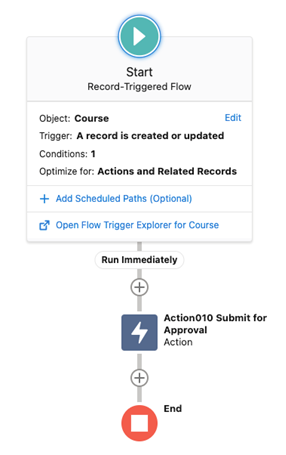 Start
Record-Triggered Flow
Object: Course Edit
Trigger: A record is created or updated
Conditions: 1
Optimize for: Actions and Related Records
Add Scheduled Paths (Optional)
Open Flow Trigger Explorer for Course
Run Immediately
Action010 Submit for
Approval
Action
End